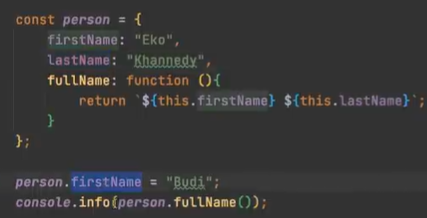 const person = {
    firstName: "Eko",
    lastName: "Khannedy",
    fullName: function (){
        return `${this.firstName} ${this.lastName}`;
    }
};
person.firstName = "Budi";
console.info(person.fullName());